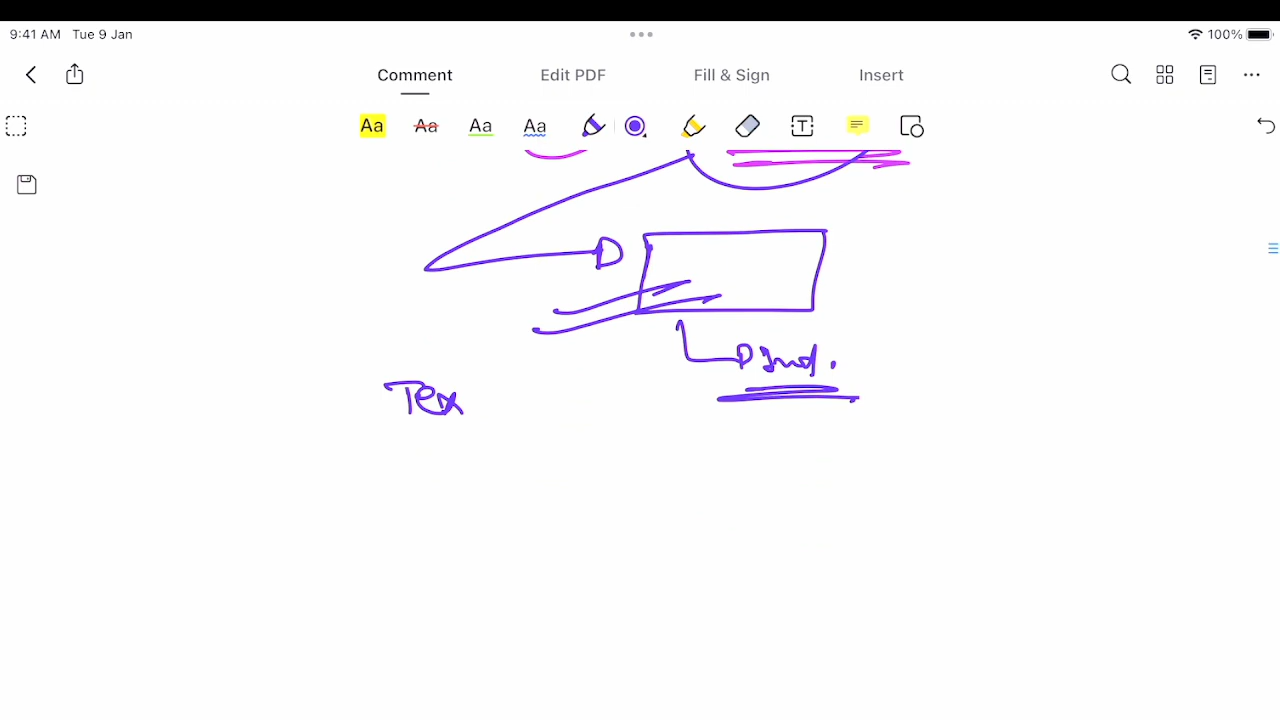 9:41 AM Tue 9 Jan
100%
Comment Edit PDF Fill & Sign Insert
Aa Aa Aa Aa T
Ind.
Tex